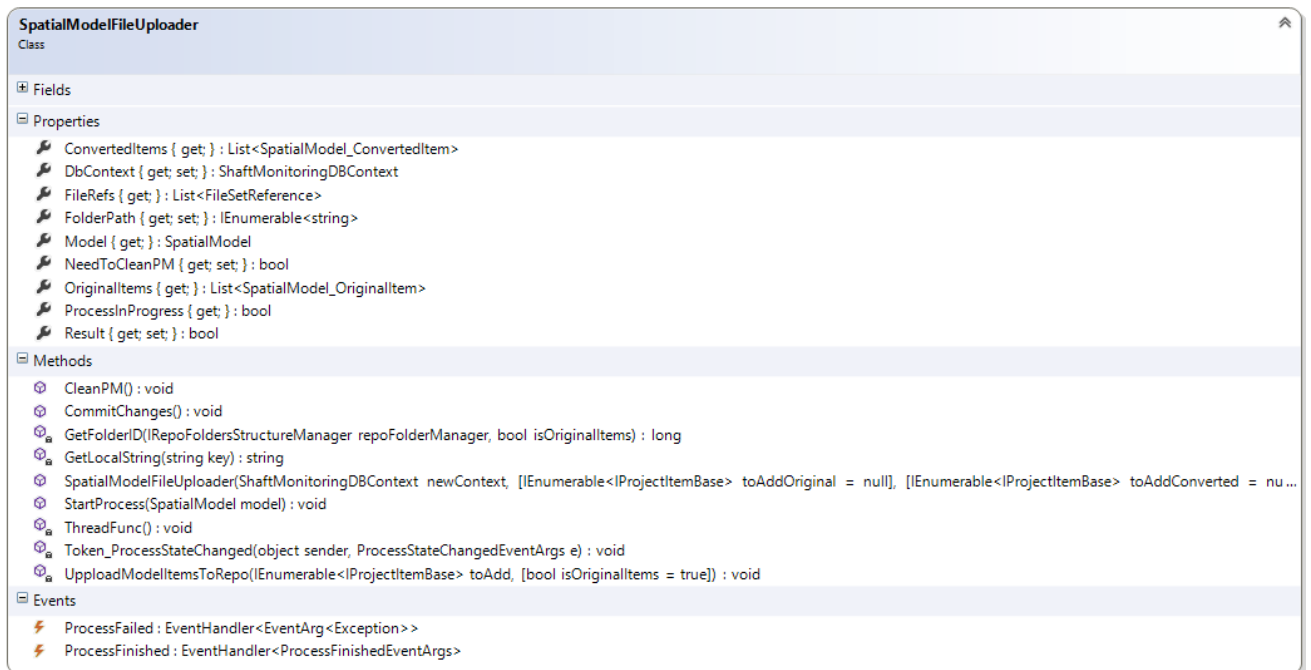 SpatialModelFileUploader
Class
Fields
Properties
ConvertedItems { get; } : List<SpatialModel_ConvertedItem>
DbContext { get; set; } : ShaftMonitoringDBContext
FileRefs { get; } : List<FileSetReference>
FolderPath { get; set; } : IEnumerable<string>
Model { get; } : SpatialModel
NeedToCleanPM { get; set; } : bool
OriginalItems { get; } : List<SpatialModel_OriginalItem>
ProcessInProgress { get; } : bool
Result { get; set; } : bool
Methods
CleanPM() : void
CommitChanges() : void
GetFolderID(IRepoFoldersStructureManager repoFolderManager, bool isOriginalItems) : long
GetLocalString(string key) : string
SpatialModelFileUploader(ShaftMonitoringDBContext newContext, [IEnumerable<IProjectItemBase> toAddOriginal = null], [IEnumerable<IProjectItemBase> toAddConverted = nu...
StartProcess(SpatialModel model) : void
ThreadFunc() : void
Token_ProcessStateChanged(object sender, ProcessStateChangedEventArgs e) : void
UpploadModelItemsToRepo(IEnumerable<IProjectItemBase> toAdd, [bool isOriginalItems = true]) : void
Events
ProcessFailed : EventHandler<EventArg<Exception>>
ProcessFinished : EventHandler<ProcessFinishedEventArgs>